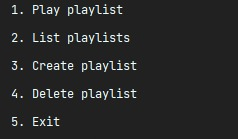 1. Play playlist
2. List playlists
3. Create playlist
4. Delete playlist
5. Exit